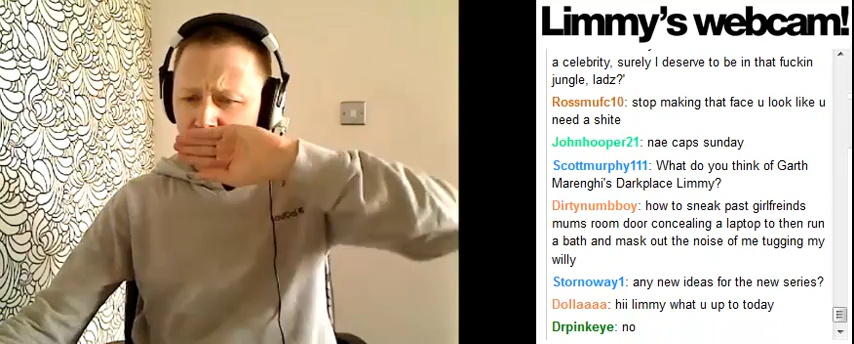 Limmy's webcam!
a celebrity, surely I deserve to be in that fuckin
jungle, ladz?'
Rossmufc10: stop making that face u look like u
need a shite
Johnhooper21: nae caps sunday
Scottmurphy111: What do you think of Garth
Marenghi's Darkplace Limmy?
Dirtynumbboy: how to sneak past girlfreinds
mums room door concealing a laptop to then run
a bath and mask out the noise of me tugging my
willy
Stornoway1: any new ideas for the new series?
Dollaaaa: hii limmy what u up to today
Drpinkeye: no